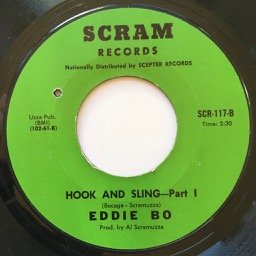 SCRAM
RECORDS
Nationally Distributed by SCEPTER RECORDS
Uzza Pub.
(BMI)
(102-61-B)
SCR-117-B
Time: 2:30
HOOK AND SLING—Part 1
(Bocage - Scramuzza)
EDDIE BO
Prod. by Al Scramuzza